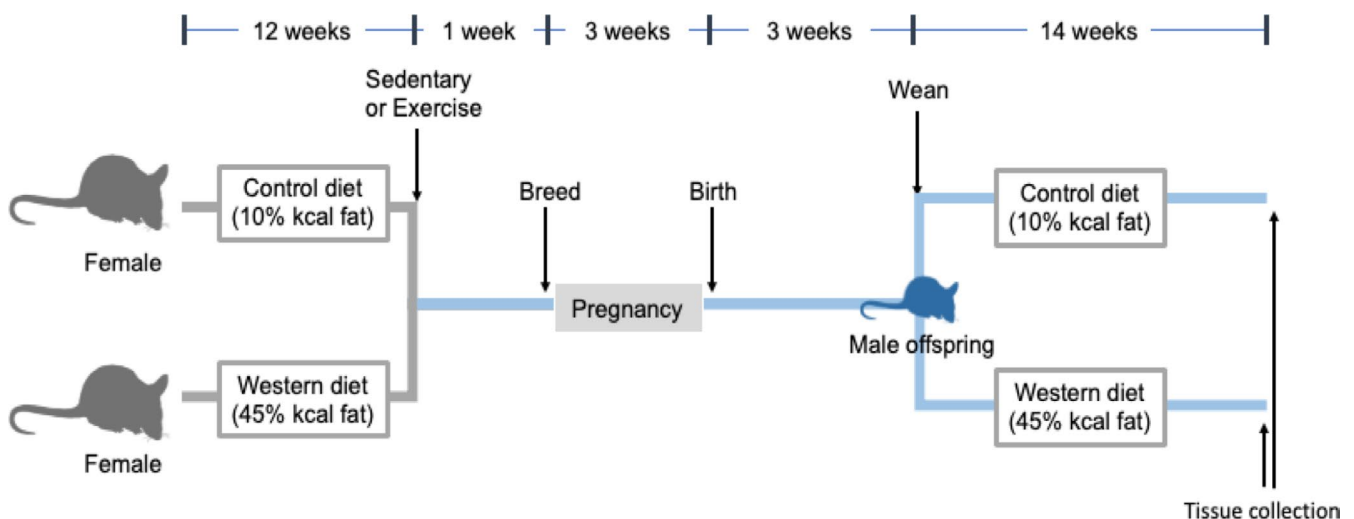 12 weeks
1 week
3 weeks
3 weeks
14 weeks
Sedentary
or Exercise
Wean
Control diet
(10% kcal fat)
Breed
Birth
Control diet
(10% kcal fat)
Female
Pregnancy
Male offspring
Western diet
(45% kcal fat)
Western diet
(45% kcal fat)
Female
Tissue collection